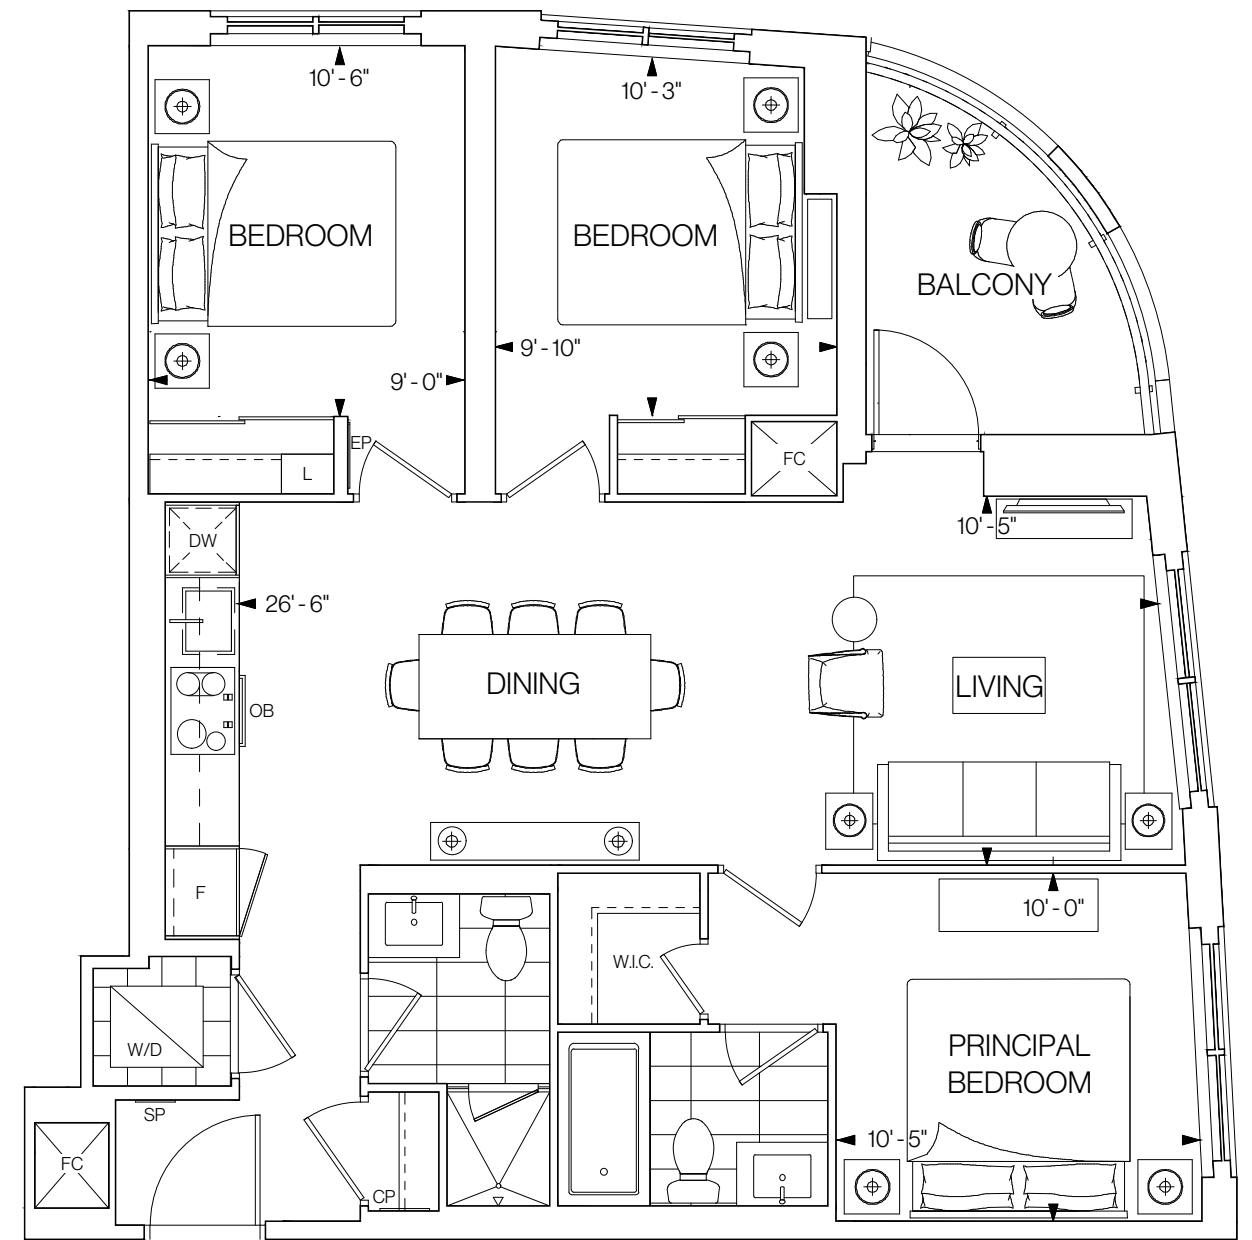 10'-6"
10'-3"
BEDROOM
BEDROOM
BALCONY
9'-10"
9'-0"
EP
L
FC
DW
10'-5"
26'-6"
DINING
LIVING
OB
F
10'-0"
W.I.C.
W/D
PRINCIPAL
BEDROOM
SP
10'-5"
FC
CP